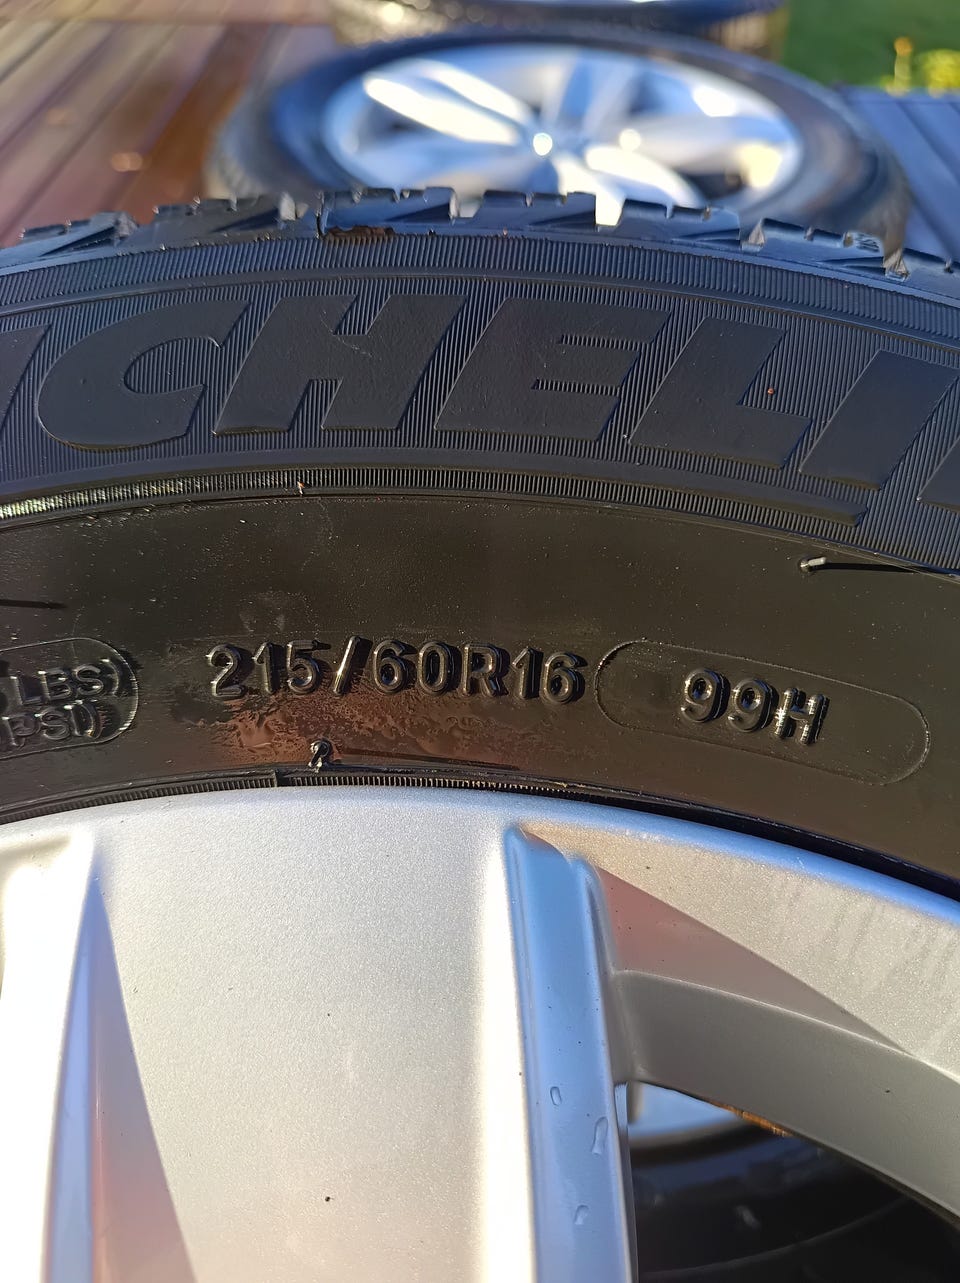 ICHELI
LBS)
PSI)
215/60R16 99H